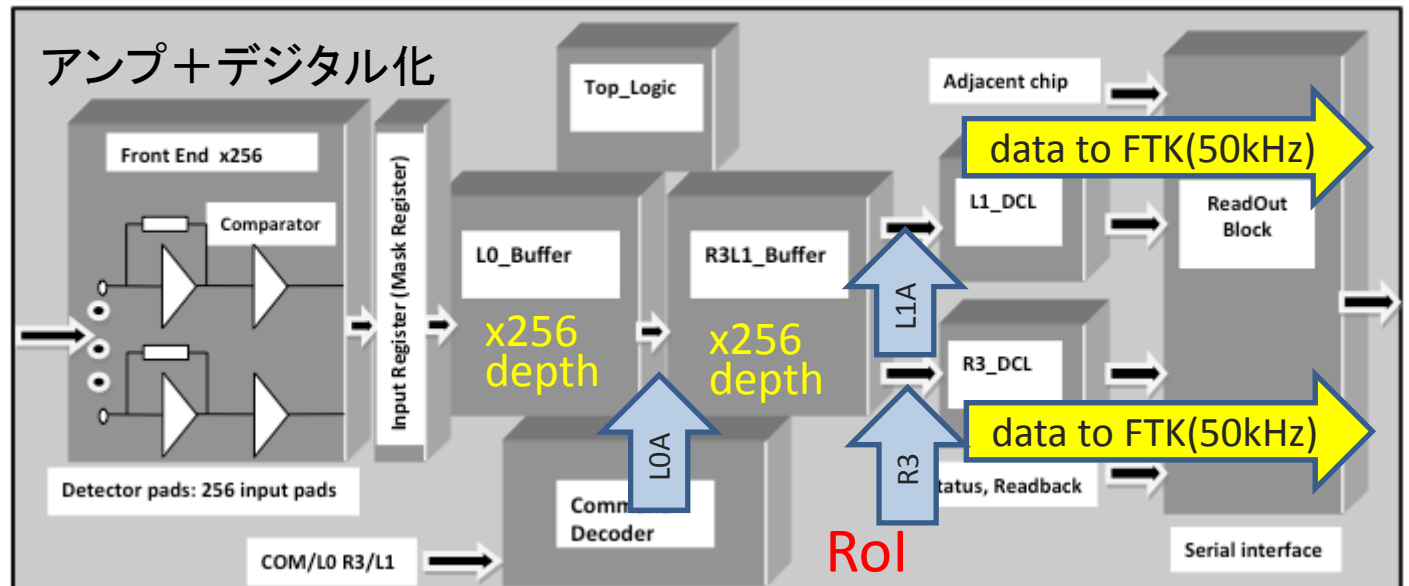 アンプ+デジタル化
Front End x256
Comparator
Detector pads: 256 input pads
Input Register (Mask Register)
Top_Logic
L0_Buffer
x256
depth
R3L1_Buffer
x256
depth
L0A
Decoder
COM/L0 R3/L1
L1A
R3
RoI
Adjacent chip
data to FTK(50kHz)
L1_DCL
ReadOut
Block
R3_DCL
data to FTK(50kHz)
Readback
Serial interface